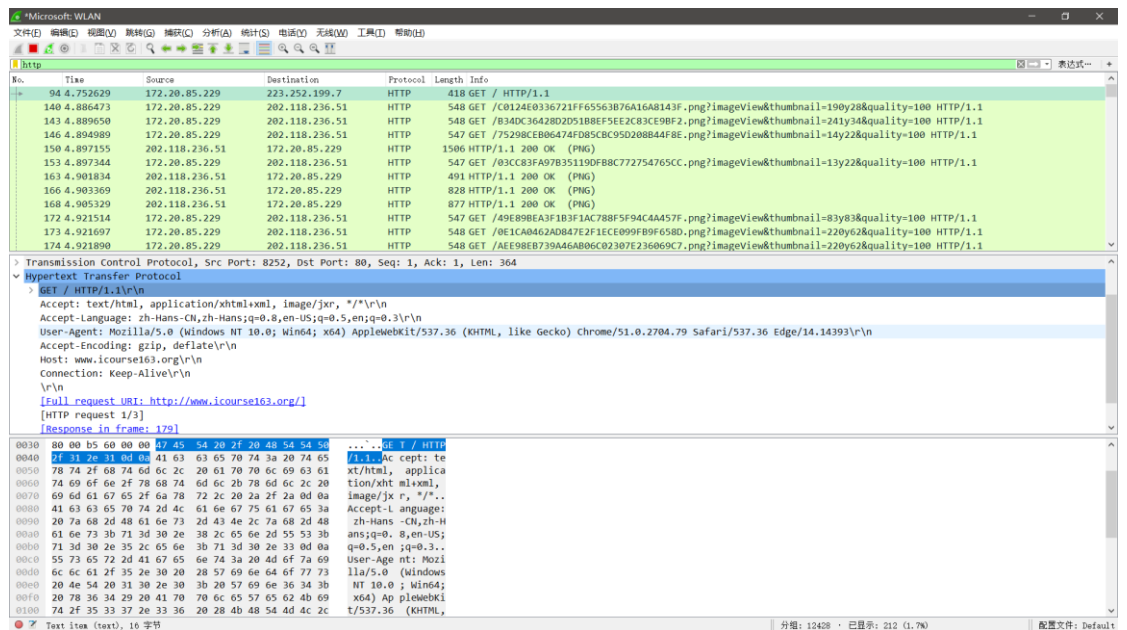 *Microsoft: WLAN
文件(F) 编辑(E) 视图(V) 跳转(G) 捕获(C) 分析(A) 统计(S) 电话(Y) 无线(W) 工具(T) 帮助(H)
http 表达式… +
No. Time Source Destination Protocol Length Info
94 4.752629 172.20.85.229 223.252.199.7 HTTP 418 GET / HTTP/1.1
140 4.886473 172.20.85.229 202.118.236.51 HTTP 548 GET /C0124E0336721FF65563B76A16A8143F.png?imageView&thumbnail=190y28&quality=100 HTTP/1.1
143 4.889650 172.20.85.229 202.118.236.51 HTTP 548 GET /B34DC36428D2D51B8EF5EE2C83CE9BF2.png?imageView&thumbnail=241y34&quality=100 HTTP/1.1
146 4.894989 172.20.85.229 202.118.236.51 HTTP 547 GET /75298CEB06474FD85CBC95D208B44F8E.png?imageView&thumbnail=14y22&quality=100 HTTP/1.1
150 4.897155 202.118.236.51 172.20.85.229 HTTP 1506 HTTP/1.1 200 OK (PNG)
153 4.897344 172.20.85.229 202.118.236.51 HTTP 547 GET /03CC83FA97B35119DFB8C772754765CC.png?imageView&thumbnail=13y22&quality=100 HTTP/1.1
163 4.901834 202.118.236.51 172.20.85.229 HTTP 491 HTTP/1.1 200 OK (PNG)
166 4.903369 202.118.236.51 172.20.85.229 HTTP 828 HTTP/1.1 200 OK (PNG)
168 4.905329 202.118.236.51 172.20.85.229 HTTP 877 HTTP/1.1 200 OK (PNG)
172 4.921514 172.20.85.229 202.118.236.51 HTTP 547 GET /49E89BEA3F1B3F1AC788F5F94C4A457F.png?imageView&thumbnail=83y83&quality=100 HTTP/1.1
173 4.921697 172.20.85.229 202.118.236.51 HTTP 548 GET /0E1CA0462AD847E2F1ECE099FB9F658D.png?imageView&thumbnail=220y62&quality=100 HTTP/1.1
174 4.921890 172.20.85.229 202.118.236.51 HTTP 548 GET /AEE98EB739A46AB06C02307E236069C7.png?imageView&thumbnail=220y62&quality=100 HTTP/1.1
Transmission Control Protocol, Src Port: 8252, Dst Port: 80, Seq: 1, Ack: 1, Len: 364
Hypertext Transfer Protocol
GET / HTTP/1.1\r\n
Accept: text/html, application/xhtml+xml, image/jxr, */*\r\n
Accept-Language: zh-Hans-CN,zh-Hans;q=0.8,en-US;q=0.5,en;q=0.3\r\n
User-Agent: Mozilla/5.0 (Windows NT 10.0; Win64; x64) AppleWebKit/537.36 (KHTML, like Gecko) Chrome/51.0.2704.79 Safari/537.36 Edge/14.14393\r\n
Accept-Encoding: gzip, deflate\r\n
Host: www.icourse163.org\r\n
Connection: Keep-Alive\r\n
\r\n
[Full request URI: http://www.icourse163.org/]
[HTTP request 1/3]
[Response in frame: 179]
0030 80 00 b5 60 00 00 47 45 54 20 2f 20 48 54 54 50 ...`..GE T / HTTP
0040 2f 31 2e 31 0d 0a 41 63 63 65 70 74 3a 20 74 65 /1.1..Ac cept: te
0050 78 74 2f 68 74 6d 6c 2c 20 61 70 70 6c 69 63 61 xt/html, applica
0060 74 69 6f 6e 2f 78 68 74 6d 6c 2b 78 6d 6c 2c 20 tion/xht ml+xml,
0070 69 6d 61 67 65 2f 6a 78 72 2c 20 2a 2f 2a 0d 0a image/jx r, */*..
0080 41 63 63 65 70 74 2d 4c 61 6e 67 75 61 67 65 3a Accept-L anguage:
0090 20 7a 68 2d 48 61 6e 73 2d 43 4e 2c 7a 68 2d 48 zh-Hans -CN,zh-H
00a0 61 6e 73 3b 71 3d 30 2e 38 2c 65 6e 2d 55 53 3b ans;q=0. 8,en-US;
00b0 71 3d 30 2e 35 2c 65 6e 3b 71 3d 30 2e 33 0d 0a q=0.5,en ;q=0.3..
00c0 55 73 65 72 2d 41 67 65 6e 74 3a 20 4d 6f 7a 69 User-Age nt: Mozi
00d0 6c 6c 61 2f 35 2e 30 20 28 57 69 6e 64 6f 77 73 lla/5.0 (Windows
00e0 20 4e 54 20 31 30 2e 30 3b 20 57 69 6e 36 34 3b NT 10.0 ; Win64;
00f0 20 78 36 34 29 20 41 70 70 6c 65 57 65 62 4b 69 x64) Ap pleWebKi
0100 74 2f 35 33 37 2e 33 36 20 28 4b 48 54 4d 4c 2c t/537.36 (KHTML,
Text item (text), 16 字节 分组: 12428 · 已显示: 212 (1.7%) 配置文件: Default